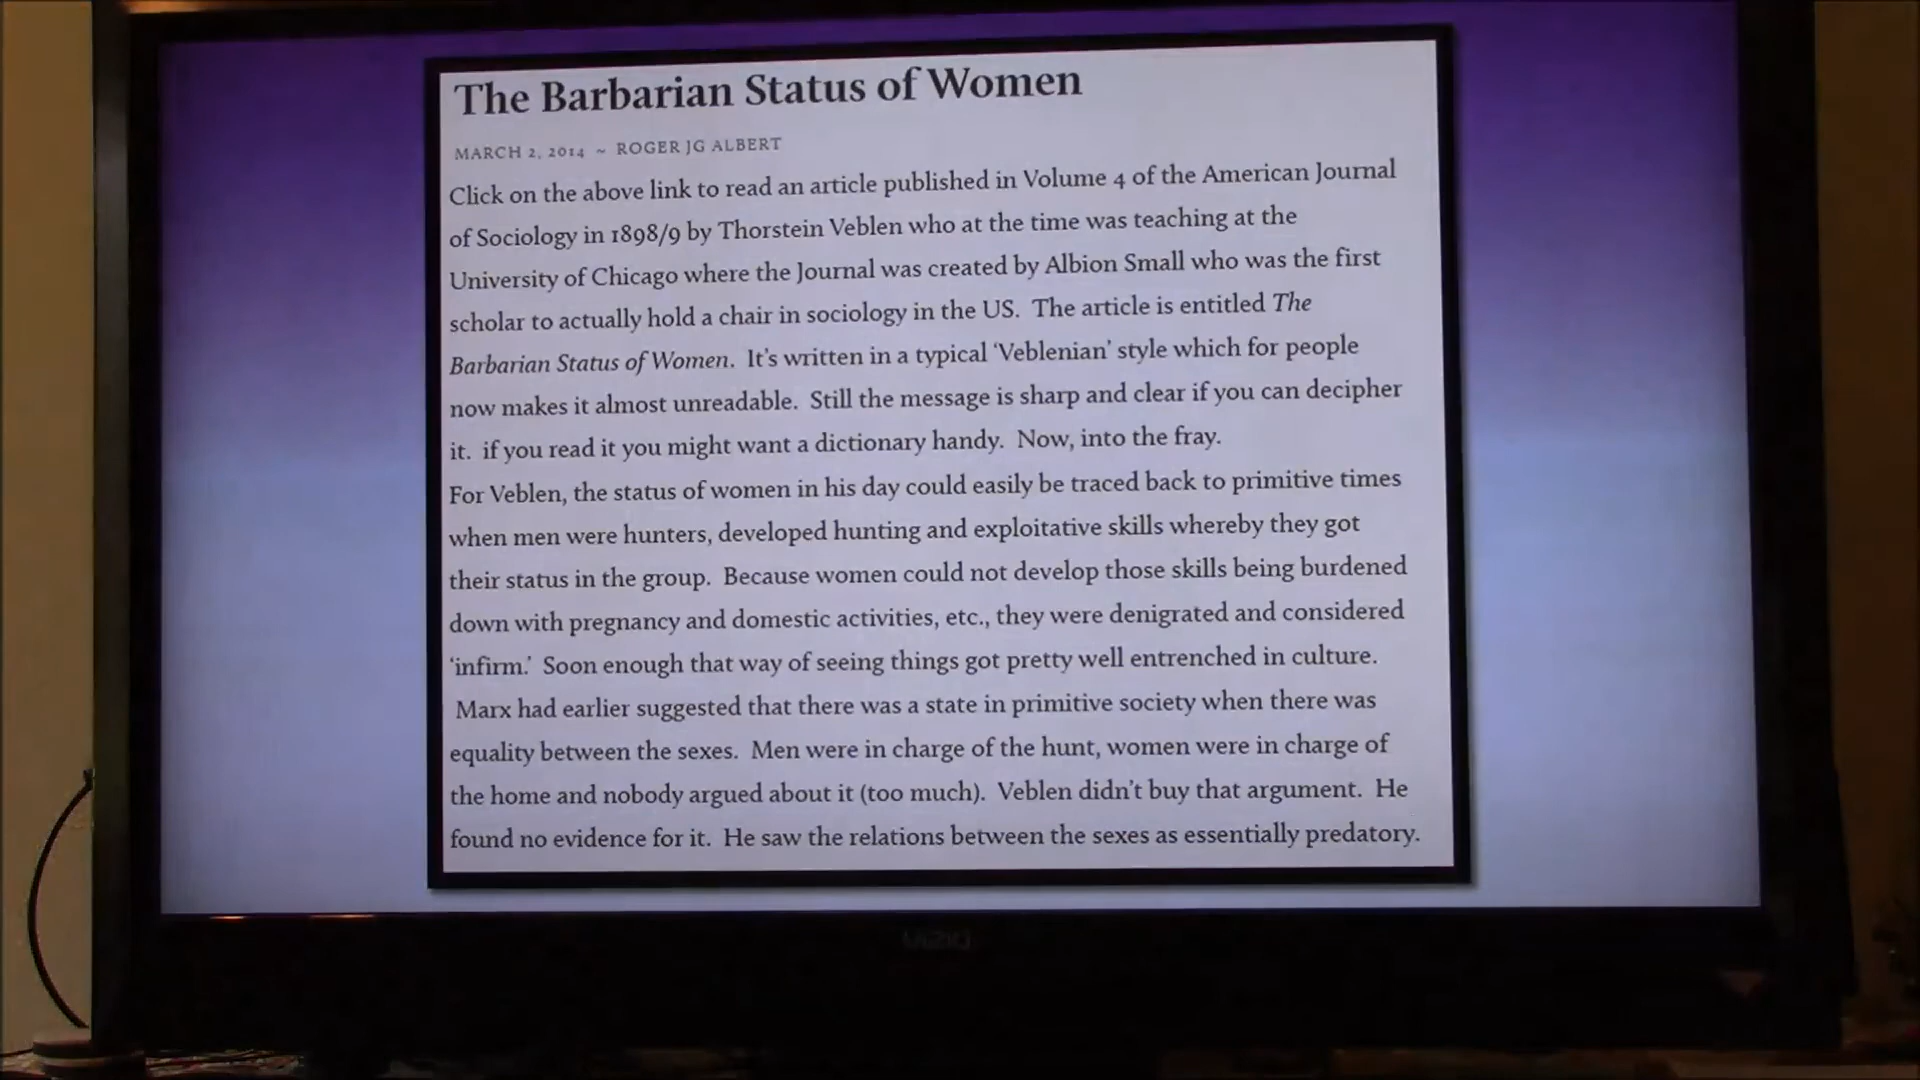 The Barbarian Status of Women
MARCH 2, 2014 ~ ROGER JG ALBERT
Click on the above link to read an article published in Volume 4 of the American Journal
of Sociology in 1898/9 by Thorstein Veblen who at the time was teaching at the
University of Chicago where the Journal was created by Albion Small who was the first
scholar to actually hold a chair in sociology in the US. The article is entitled The
Barbarian Status of Women. It's written in a typical 'Veblenian' style which for people
now makes it almost unreadable. Still the message is sharp and clear if you can decipher
it. if you read it you might want a dictionary handy. Now, into the fray.
For Veblen, the status of women in his day could easily be traced back to primitive times
when men were hunters, developed hunting and exploitative skills whereby they got
their status in the group. Because women could not develop those skills being burdened
down with pregnancy and domestic activities, etc., they were denigrated and considered
'infirm.' Soon enough that way of seeing things got pretty well entrenched in culture.
Marx had earlier suggested that there was a state in primitive society when there was
equality between the sexes. Men were in charge of the hunt, women were in charge of
the home and nobody argued about it (too much). Veblen didn't buy that argument. He
found no evidence for it. He saw the relations between the sexes as essentially predatory.
VIZIO